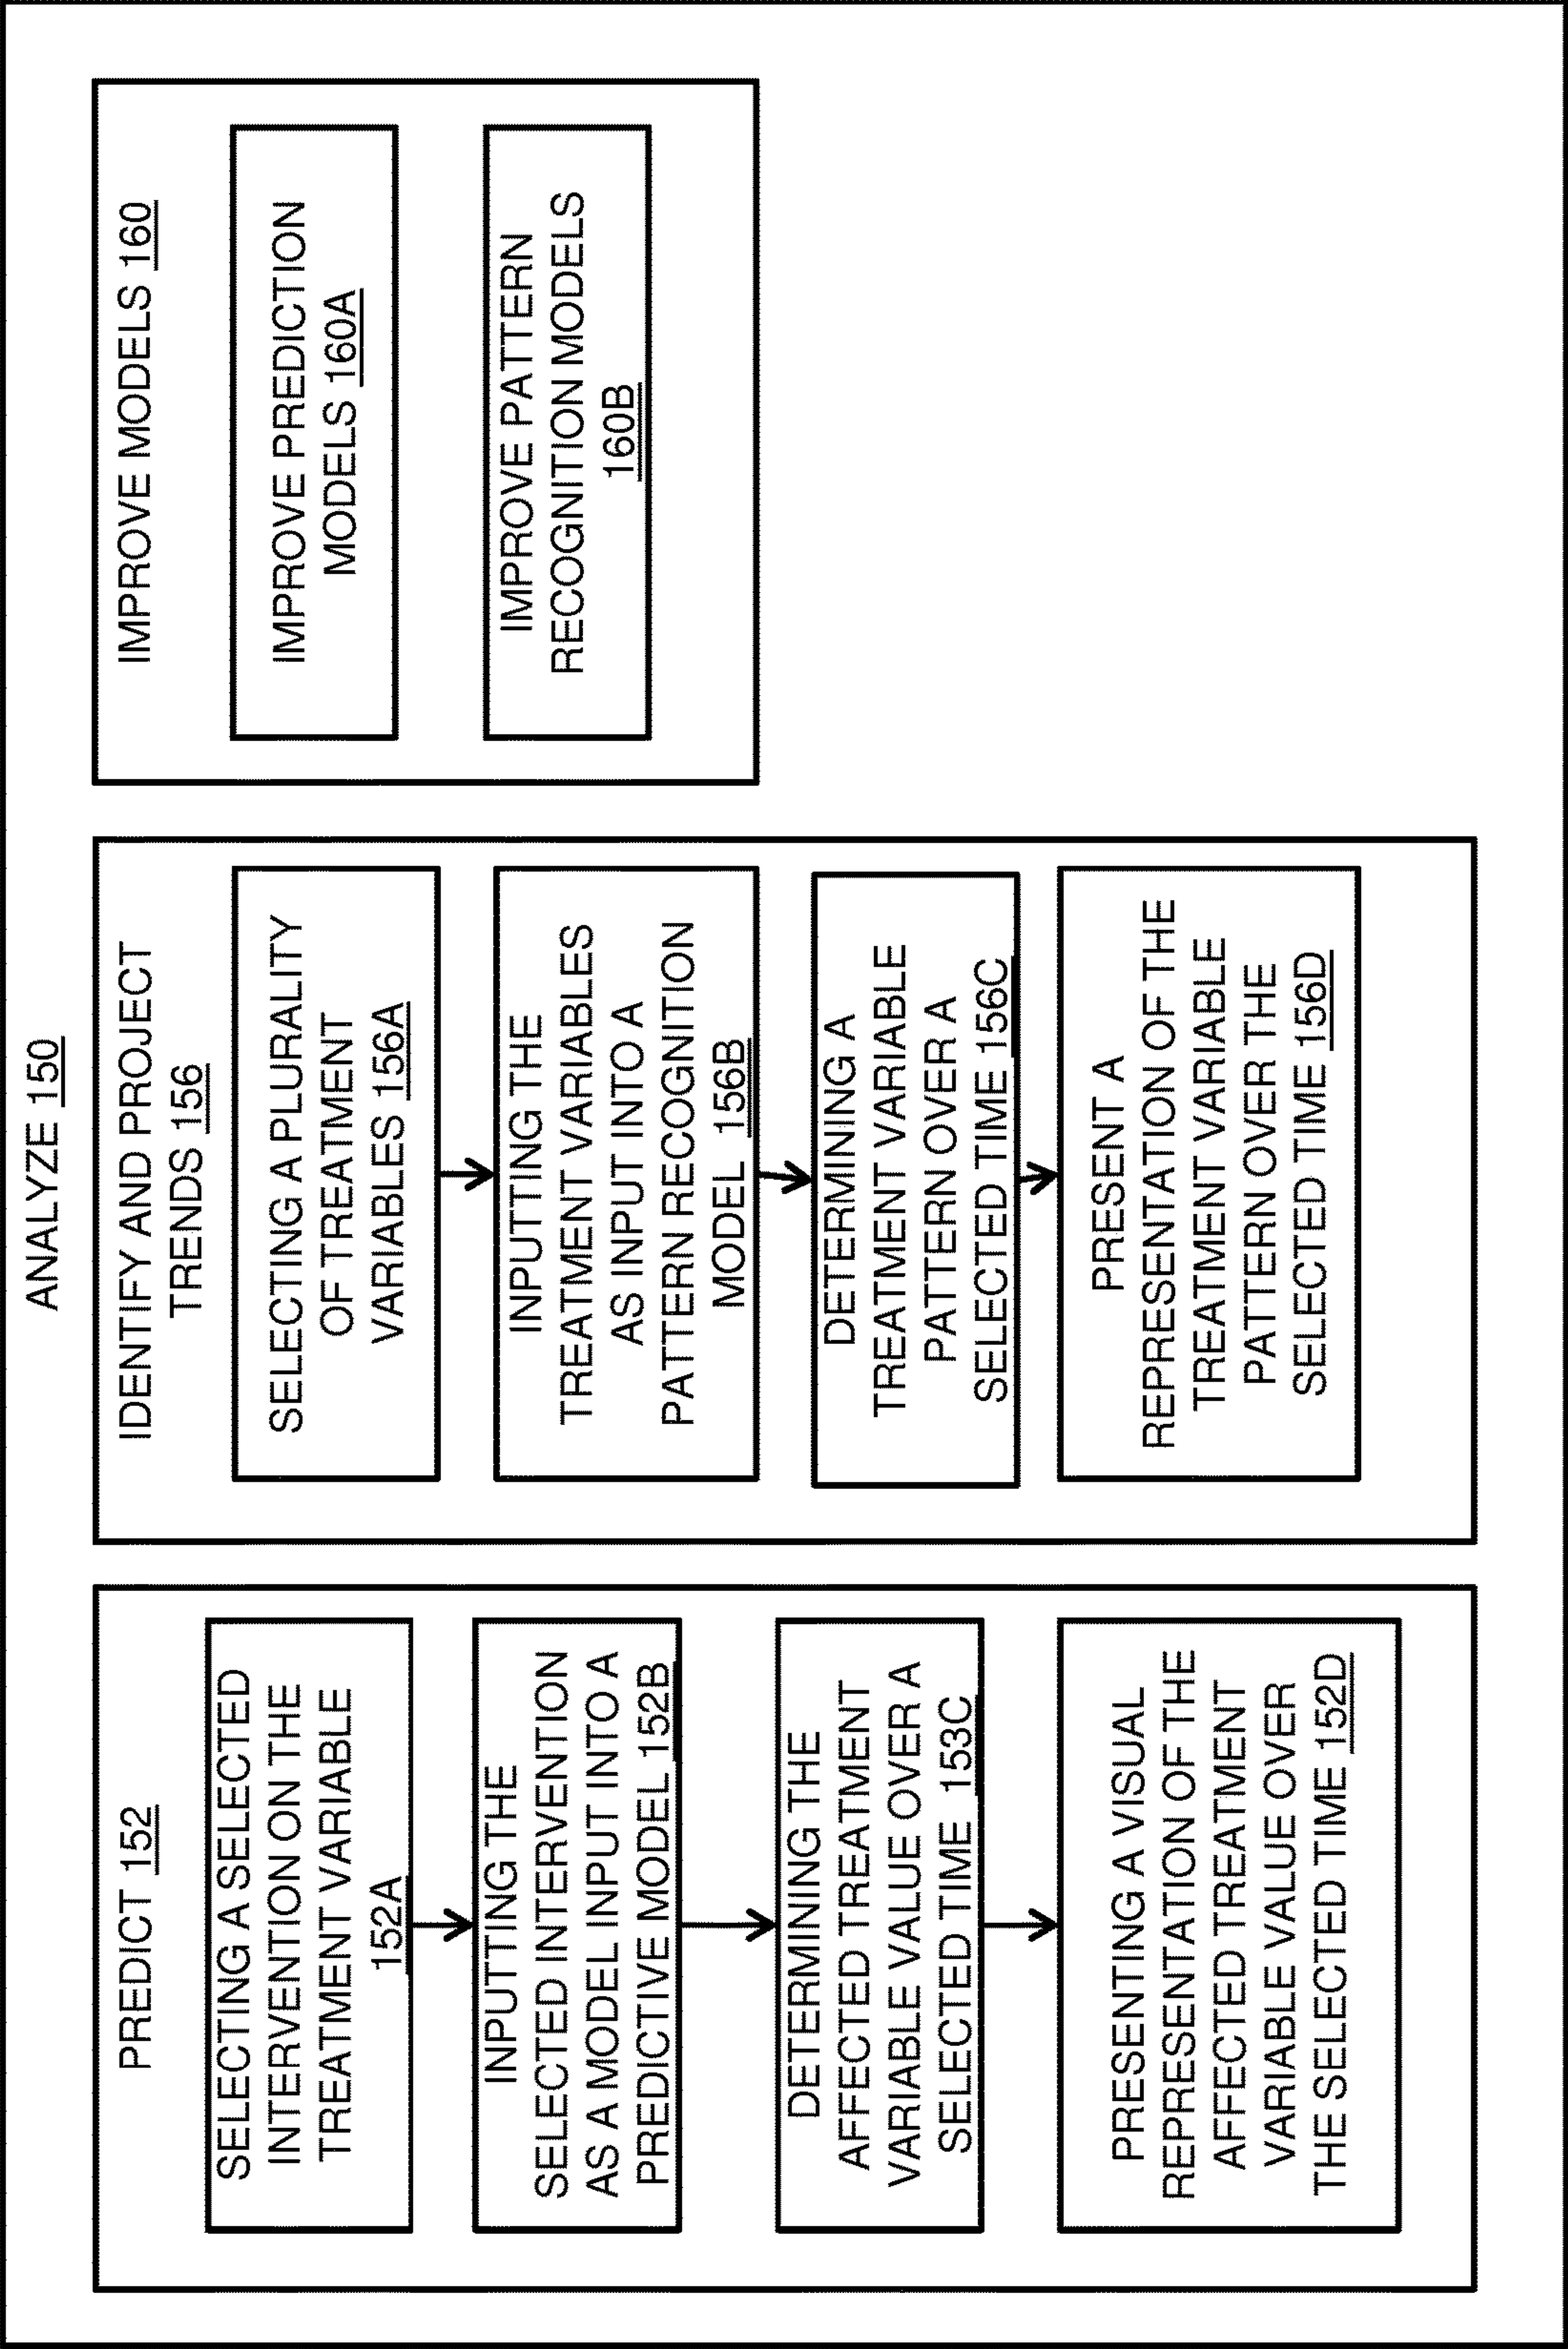 ANALYZE 150
PREDICT 152
SELECTING A SELECTED
INTERVENTION ON THE
TREATMENT VARIABLE
152A
INPUTTING THE
SELECTED INTERVENTION
AS A MODEL INPUT INTO A
PREDICTIVE MODEL 152B
DETERMINING THE
AFFECTED TREATMENT
VARIABLE VALUE OVER A
SELECTED TIME 153C
PRESENTING A VISUAL
REPRESENTATION OF THE
AFFECTED TREATMENT
VARIABLE VALUE OVER
THE SELECTED TIME 152D
IDENTIFY AND PROJECT
TRENDS 156
SELECTING A PLURALITY
OF TREATMENT
VARIABLES 156A
INPUTTING THE
TREATMENT VARIABLES
AS INPUT INTO A
PATTERN RECOGNITION
MODEL 156B
DETERMINING A
TREATMENT VARIABLE
PATTERN OVER A
SELECTED TIME 156C
PRESENT A
REPRESENTATION OF THE
TREATMENT VARIABLE
PATTERN OVER THE
SELECTED TIME 156D
IMPROVE MODELS 160
IMPROVE PREDICTION
MODELS 160A
IMPROVE PATTERN
RECOGNITION MODELS
160B